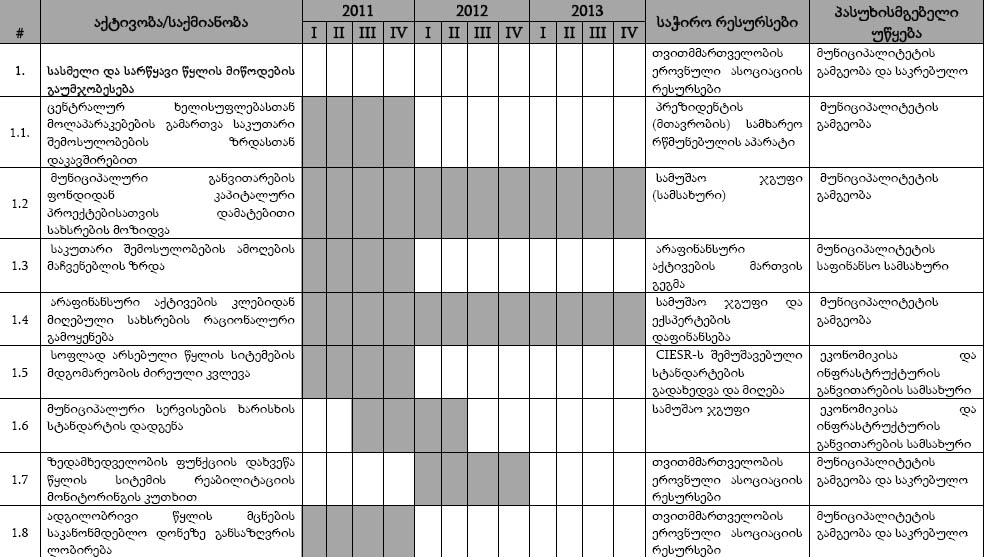 # აქტივობა/საქმიანობა 2011 2012 2013 საჭირო რესურსები პასუხისმგებელი უწყება
I II III IV I II III IV I II III IV
1. სასმელი და სარწყავი წყლის მიწოდების
გაუმჯობესება
თვითმმართველობის
ეროვნული ასოციაციის
რესურსები
მუნიციპალიტეტის
გამგეობა და საკრებულო
1.1. ცენტრალურ ხელისუფლებასთან
მოლაპარაკებების გამართვა საკუთარი
შემოსულობების ზრდასთან
დაკავშირებით
პრეზიდენტის
(მთავრობის) სამხარეო
რწმუნებულის აპარატი
მუნიციპალიტეტის
გამგეობა
1.2 მუნიციპალური განვითარების
ფონდიდან კაპიტალური
პროექტებისათვის დამატებითი
სახსრების მოზიდვა
სამუშაო ჯგუფი
(სამსახური)
მუნიციპალიტეტის
გამგეობა
1.3 საკუთარი შემოსულობების ამოღების
მაჩვენებლის ზრდა
არაფინანსური
აქტივების მართვის
გეგმა
მუნიციპალიტეტის
საფინანსო სამსახური
1.4 არაფინანსური აქტივების კლებიდან
მიღებული სახსრების რაციონალური
გამოყენება
სამუშაო ჯგუფი და
ექსპერტების
დაფინანსება
მუნიციპალიტეტის
გამგეობა
1.5 სოფლად არსებული წყლის სიტემების
მდგომარეობის ძირეული კვლევა
CIESR-ს შემუშავებული
სტანდარტების
გადახედვა და მიღება
ეკონომიკისა და
ინფრასტრუქტურის
განვითარების სამსახური
1.6 მუნიციპალური სერვისების ხარისხის
სტანდარტის დადგენა
სამუშაო ჯგუფი
ეკონომიკისა და
ინფრასტრუქტურის
განვითარების სამსახური
1.7 ზედამხედველობის ფუნქციის დახვეწა
წყლის სიტემის რეაბილიტაციის
მონიტორინგის კუთხით
თვითმმართველობის
ეროვნული ასოციაციის
რესურსები
მუნიციპალიტეტის
გამგეობა და საკრებულო
1.8 ადგილობრივი წყლის მცნების
საკანონმდებლო დონეზე განსაზღვრის
ლობირება
თვითმმართველობის
ეროვნული ასოციაციის
რესურსები
მუნიციპალიტეტის
გამგეობა და საკრებულო